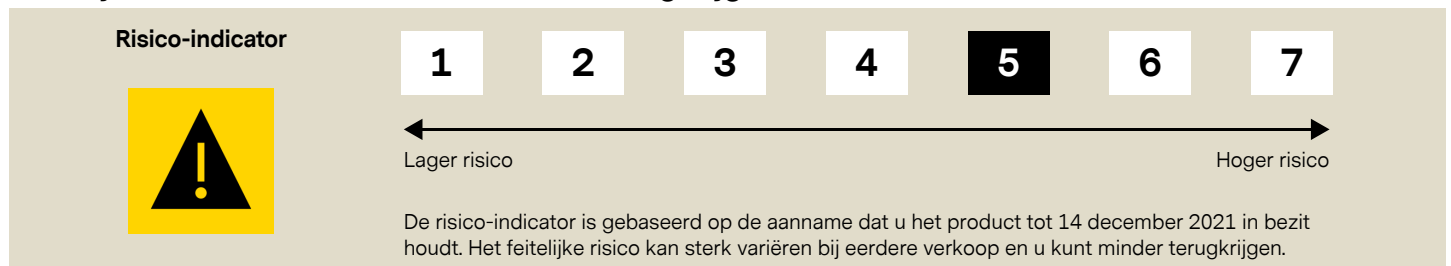 Risico-indicator
1 2 3 4 5 6 7
Lager risico Hoger risico
De risico-indicator is gebaseerd op de aanname dat u het product tot 14 december 2021 in bezit
houdt. Het feitelijke risico kan sterk variëren bij eerdere verkoop en u kunt minder terugkrijgen.